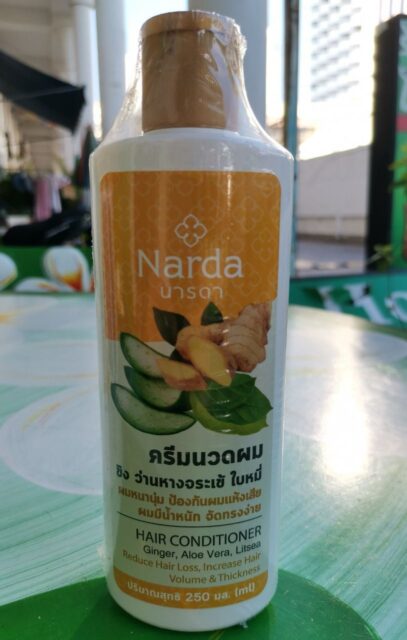 Narda
นารดา
ครีมนวดผม
ขิง ว่านหางจระเข้ ใบหมี่
ผมหนานุ่ม ป้องกันผมแห้งเสีย
ผมมีน้ำหนัก จัดทรงง่าย
HAIR CONDITIONER
Ginger, Aloe Vera, Litsea
Reduce Hair Loss, Increase Hair
Volume & Thickness
ปริมาณสุทธิ 250 มล. (ml)